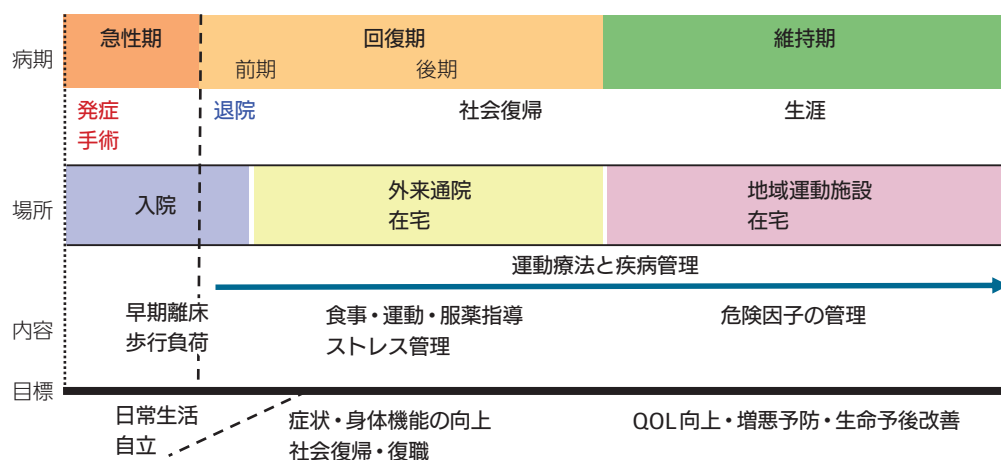 病期
急性期
回復期
前期
後期
維持期
発症
手術
退院
社会復帰
生涯
場所
入院
外来通院
在宅
地域運動施設
在宅
運動療法と疾病管理
内容
早期離床
歩行負荷
食事・運動・服薬指導
ストレス管理
危険因子の管理
目標
日常生活
自立
症状・身体機能の向上
社会復帰・復職
QOL向上・増悪予防・生命予後改善